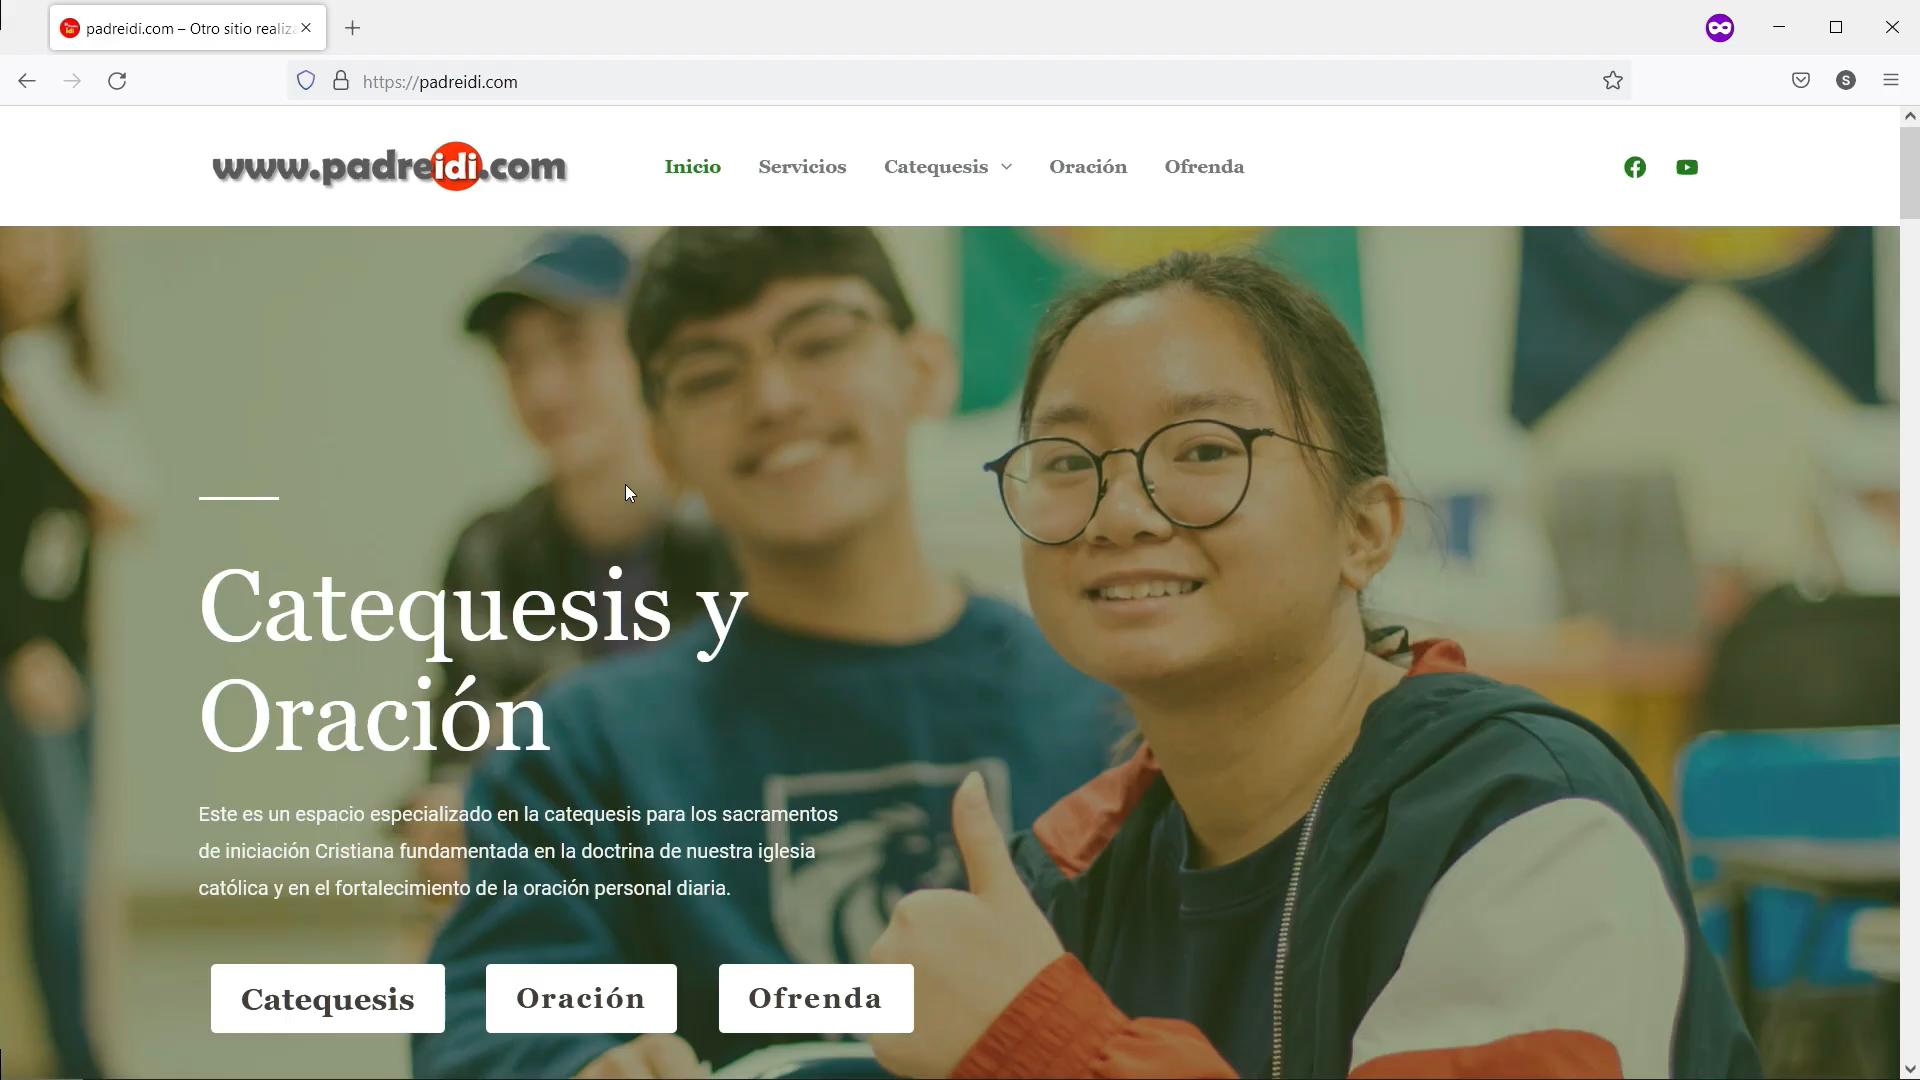 padreidi.com – Otro sitio realiza
https://padreidi.com
S
www.padreidi.com
Inicio Servicios Catequesis Oración Ofrenda
Catequesis y
Oración
Este es un espacio especializado en la catequesis para los sacramentos
de iniciación Cristiana fundamentada en la doctrina de nuestra iglesia
católica y en el fortalecimiento de la oración personal diaria.
Catequesis Oración Ofrenda